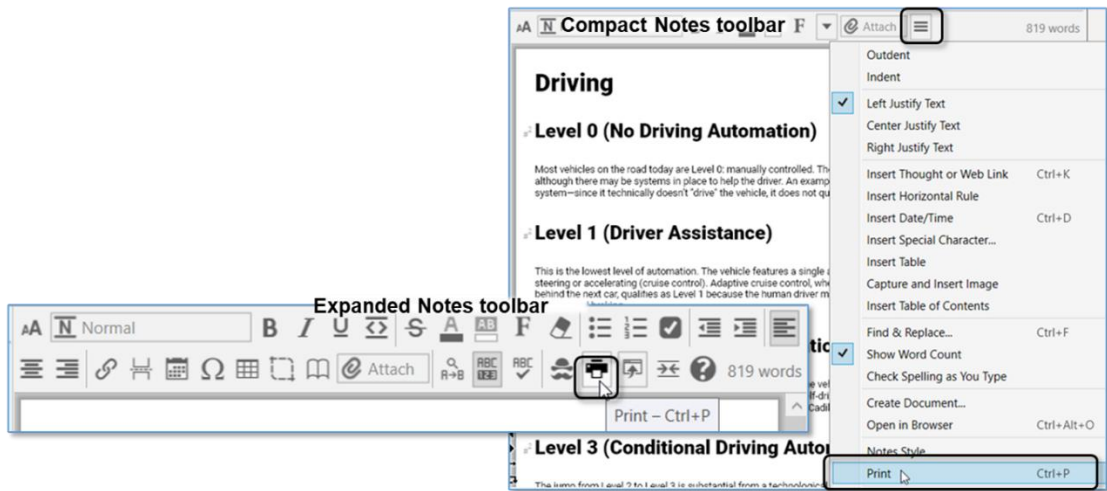 Compact Notes toolbar
AA N F Attach 819 words
Driving
Level 0 (No Driving Automation)
Most vehicles on the road today are Level 0: manually controlled.
although there may be systems in place to help the driver. An
system—since it technically doesn't "drive" the vehicle, it does not
Level 1 (Driver Assistance)
This is the lowest level of automation. The vehicle features a single
steering or accelerating (cruise control). Adaptive cruise control,
behind the next car, qualifies as Level 1 because the human driver
Level 3 (Conditional Driving
The jump from Level 2 to Level 3 is substantial from a technological
Outdent
Indent
Left Justify Text
Center Justify Text
Right Justify Text
Insert Thought or Web Link Ctrl+K
Insert Horizontal Rule
Insert Date/Time Ctrl+D
Insert Special Character...
Insert Table
Capture and Insert Image
Insert Table of Contents
Find & Replace... Ctrl+F
Show Word Count
Check Spelling as You Type
Create Document...
Open in Browser Ctrl+Alt+O
Notes Style
Print Ctrl+P
Expanded Notes toolbar
AA N Normal B I U S A AB F
Attach A→B ABC 123 ABC 819 words
Print – Ctrl+P